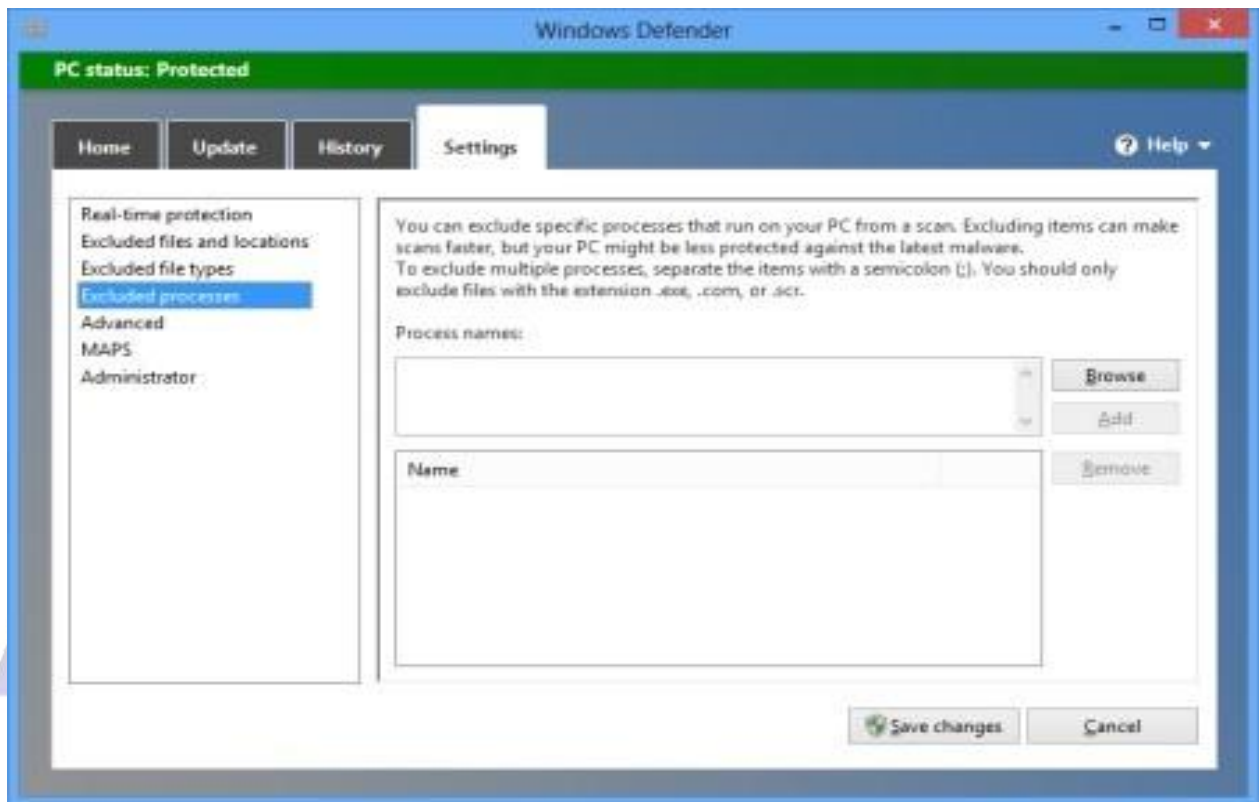 Windows Defender
PC status: Protected
Home
Update
History
Settings
Help
Real-time protection
Excluded files and locations
Excluded file types
Excluded processes
Advanced
MAPS
Administrator
You can exclude specific processes that run on your PC from a scan. Excluding items can make
scans faster, but your PC might be less protected against the latest malware.
To exclude multiple processes, separate the items with a semicolon (;). You should only
exclude files with the extension .exe, .com, or .scr.
Process names:
Browse
Add
Name
Remove
Save changes
Cancel